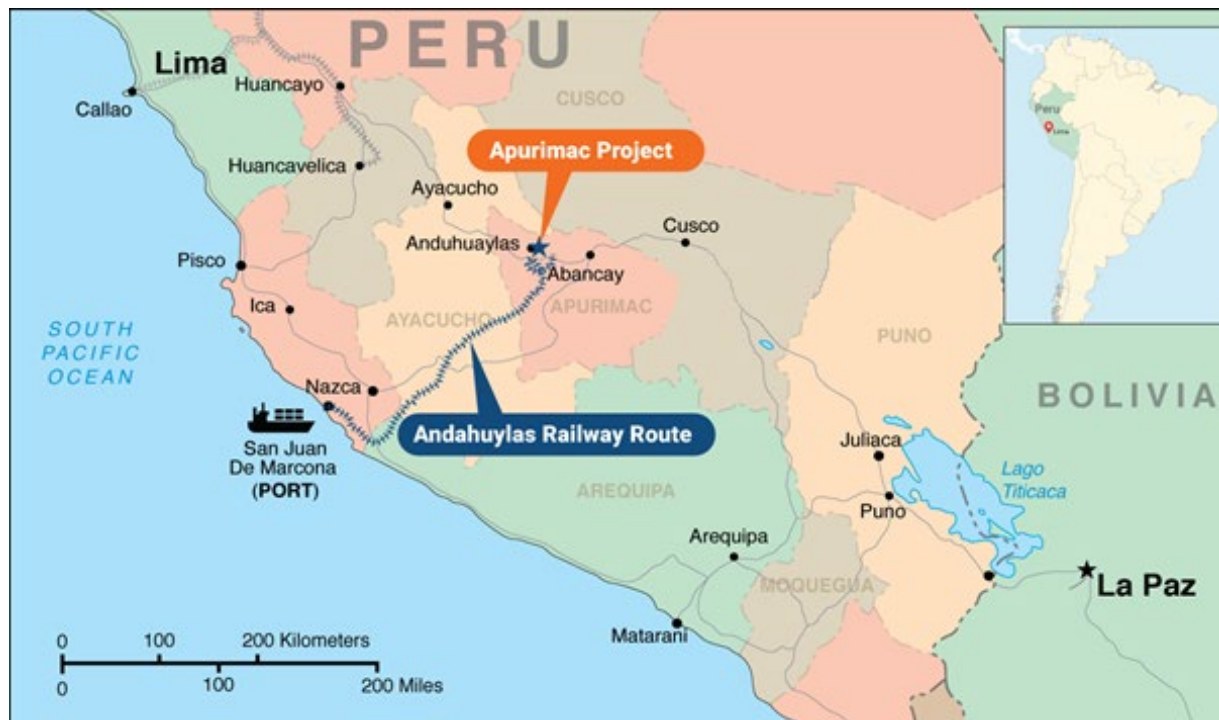 PERU
Lima
Callao
Huancayo
CUSCO
Peru
Lima
Huancavelica
Apurimac Project
Ayacucho
Cusco
Anduhuaylas
Abancay
Pisco
Ica
AYACUCHO
APURIMAC
PUNO
SOUTH
PACIFIC
OCEAN
Nazca
BOLIVIA
Andahuylas Railway Route
San Juan
De Marcona
(PORT)
Juliaca
Lago
Titicaca
AREQUIPA
Puno
Arequipa
MOQUEGUA
La Paz
Matarani
0 100 200 Kilometers
0 100 200 Miles